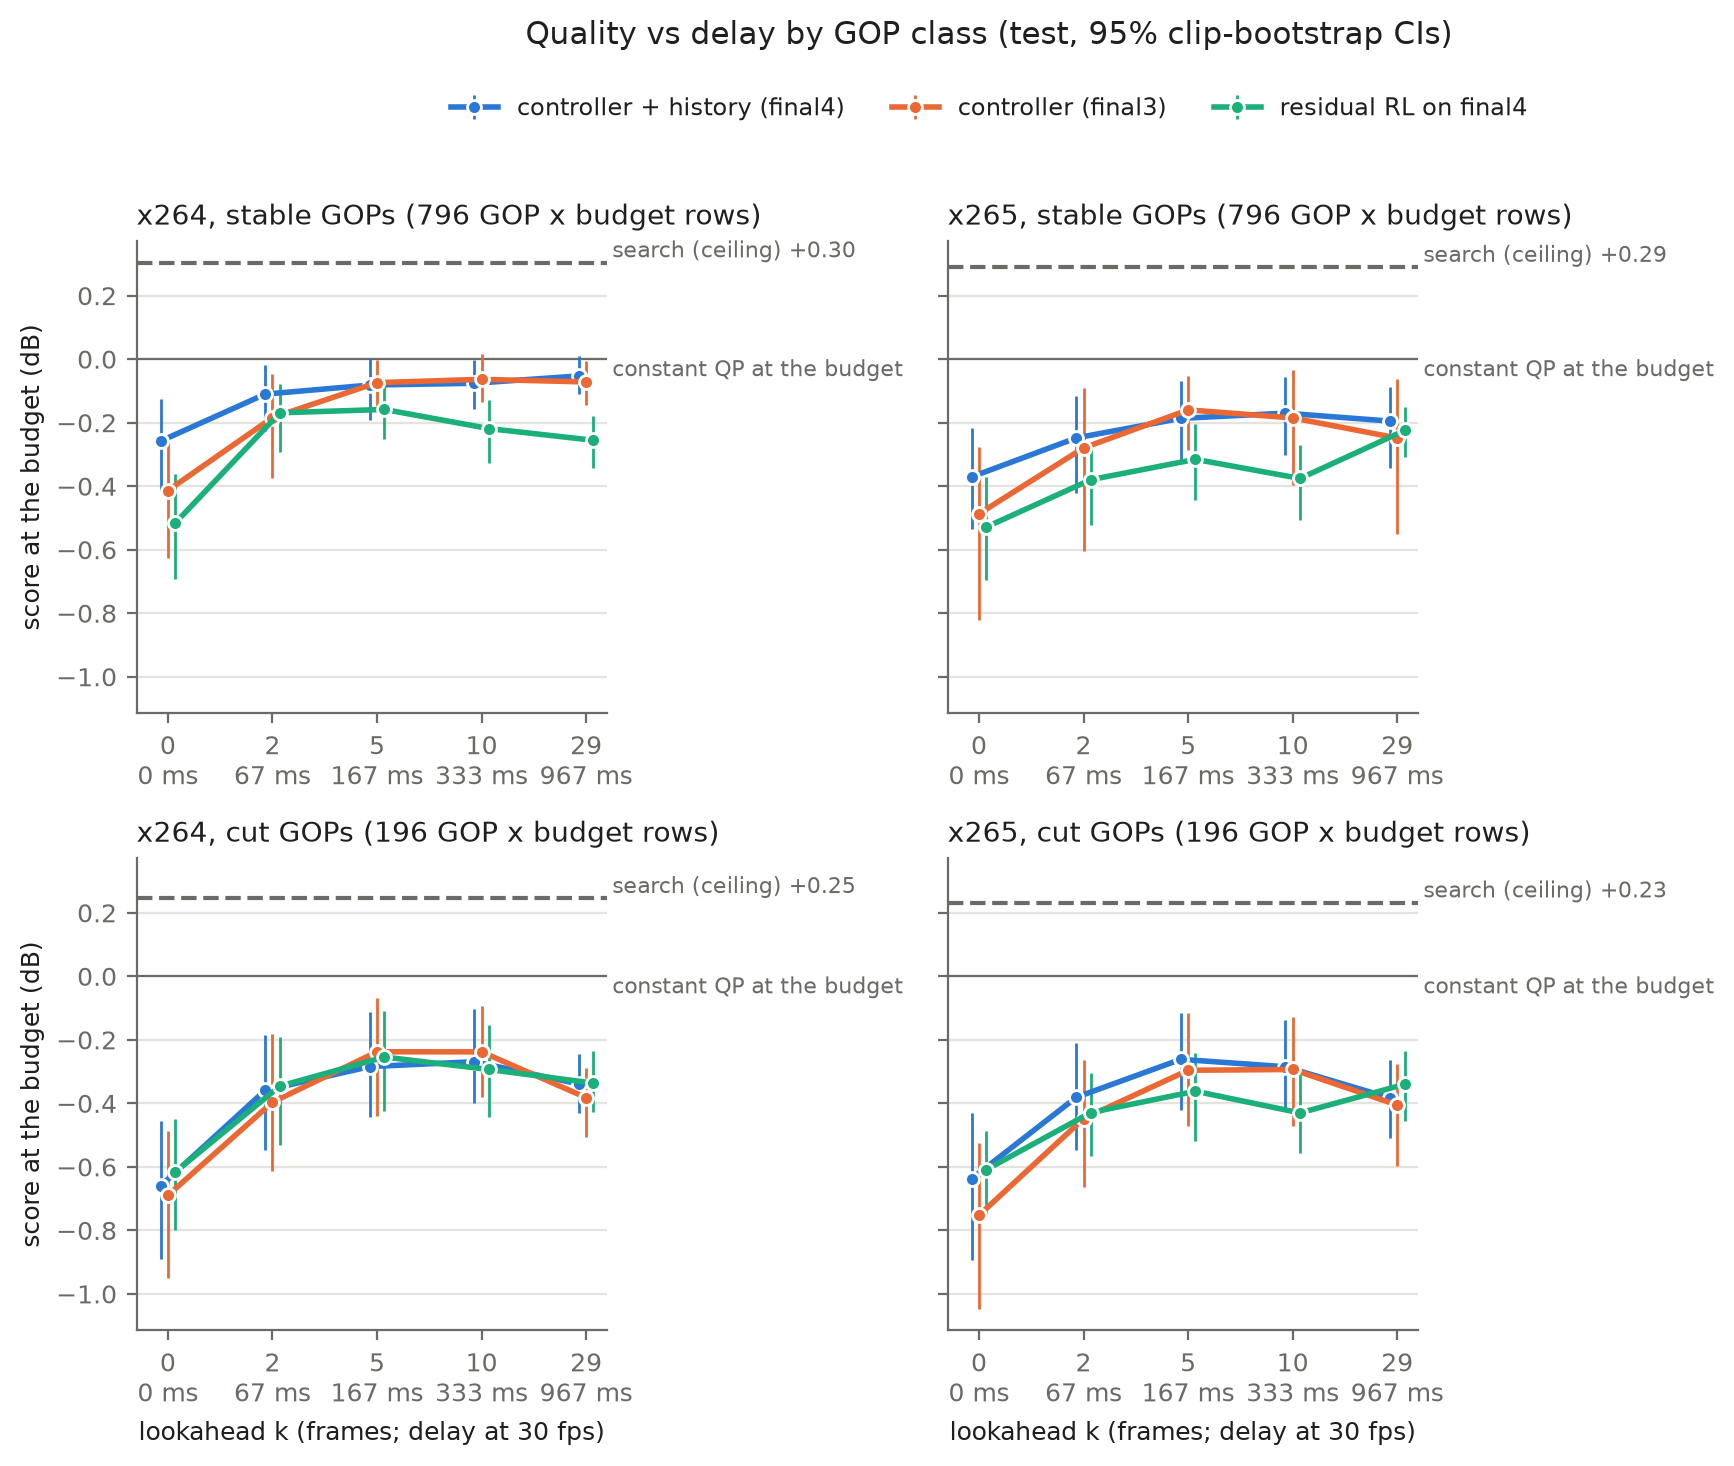 Quality vs delay by GOP class (test, 95% clip-bootstrap CIs)
controller + history (final4)
controller (final3)
residual RL on final4
x264, stable GOPs (796 GOP x budget rows)
search (ceiling) +0.30
constant QP at the budget
score at the budget (dB)
0.2
0.0
−0.2
−0.4
−0.6
−0.8
−1.0
0 2 5 10 29
0 ms 67 ms 167 ms 333 ms 967 ms
x265, stable GOPs (796 GOP x budget rows)
search (ceiling) +0.29
constant QP at the budget
0 2 5 10 29
0 ms 67 ms 167 ms 333 ms 967 ms
x264, cut GOPs (196 GOP x budget rows)
search (ceiling) +0.25
constant QP at the budget
score at the budget (dB)
0.2
0.0
−0.2
−0.4
−0.6
−0.8
−1.0
0 2 5 10 29
0 ms 67 ms 167 ms 333 ms 967 ms
lookahead k (frames; delay at 30 fps)
x265, cut GOPs (196 GOP x budget rows)
search (ceiling) +0.23
constant QP at the budget
0 2 5 10 29
0 ms 67 ms 167 ms 333 ms 967 ms
lookahead k (frames; delay at 30 fps)